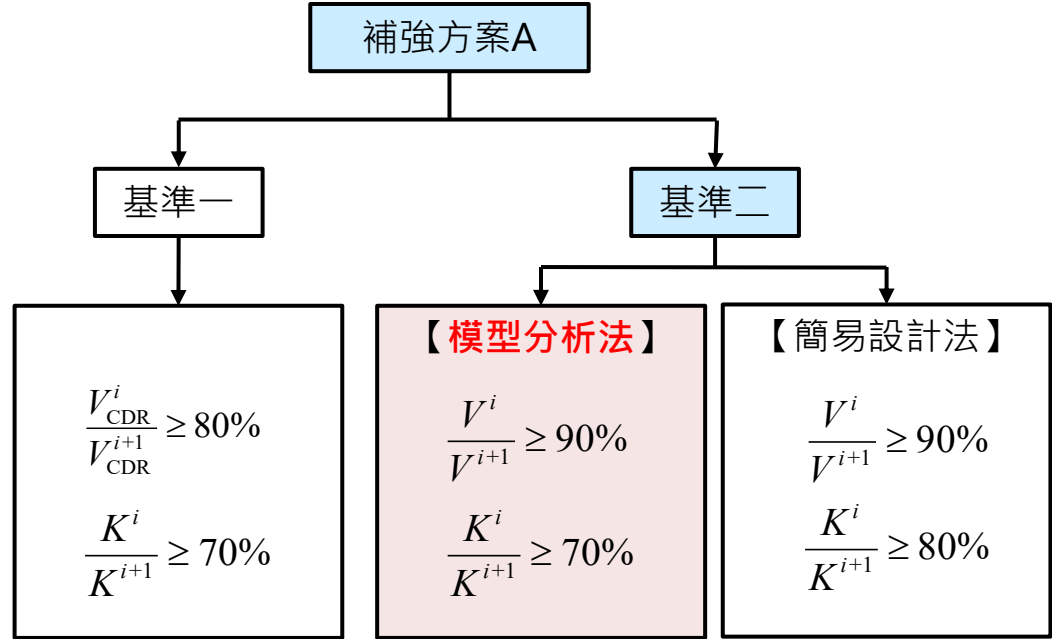 補強方案A
基準一
基準二
V^i_CDR / V^{i+1}_CDR ≥ 80%
K^i / K^{i+1} ≥ 70%
【模型分析法】
V^i / V^{i+1} ≥ 90%
K^i / K^{i+1} ≥ 70%
【簡易設計法】
V^i / V^{i+1} ≥ 90%
K^i / K^{i+1} ≥ 80%